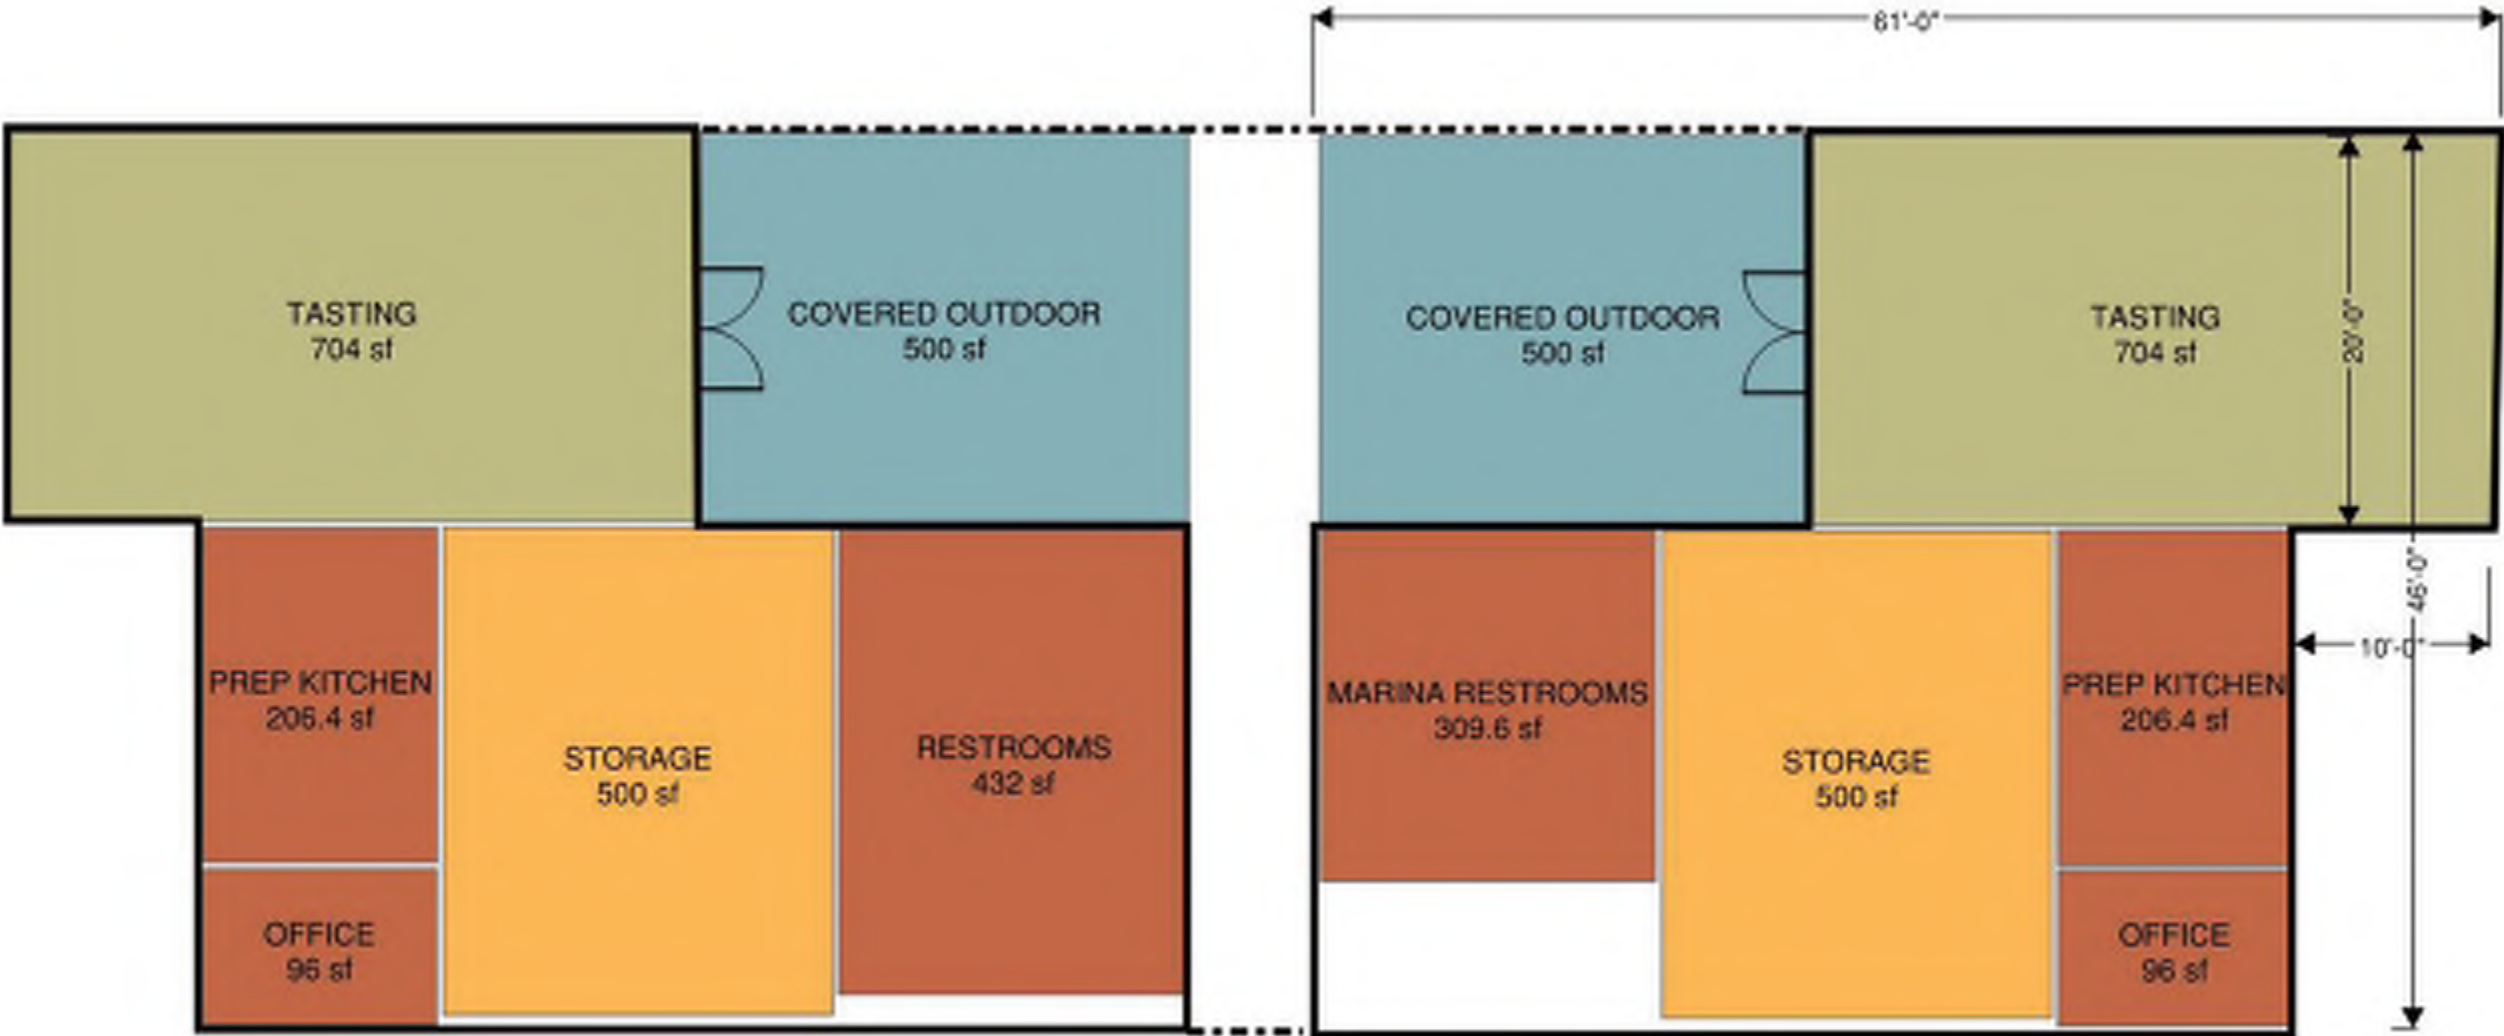 61'-0"
TASTING
704 sf
COVERED OUTDOOR
500 sf
COVERED OUTDOOR
500 sf
TASTING
704 sf
20'-0"
46'-0"
10'-0"
PREP KITCHEN
206.4 sf
STORAGE
500 sf
RESTROOMS
432 sf
MARINA RESTROOMS
309.6 sf
STORAGE
500 sf
PREP KITCHEN
206.4 sf
OFFICE
96 sf
OFFICE
96 sf